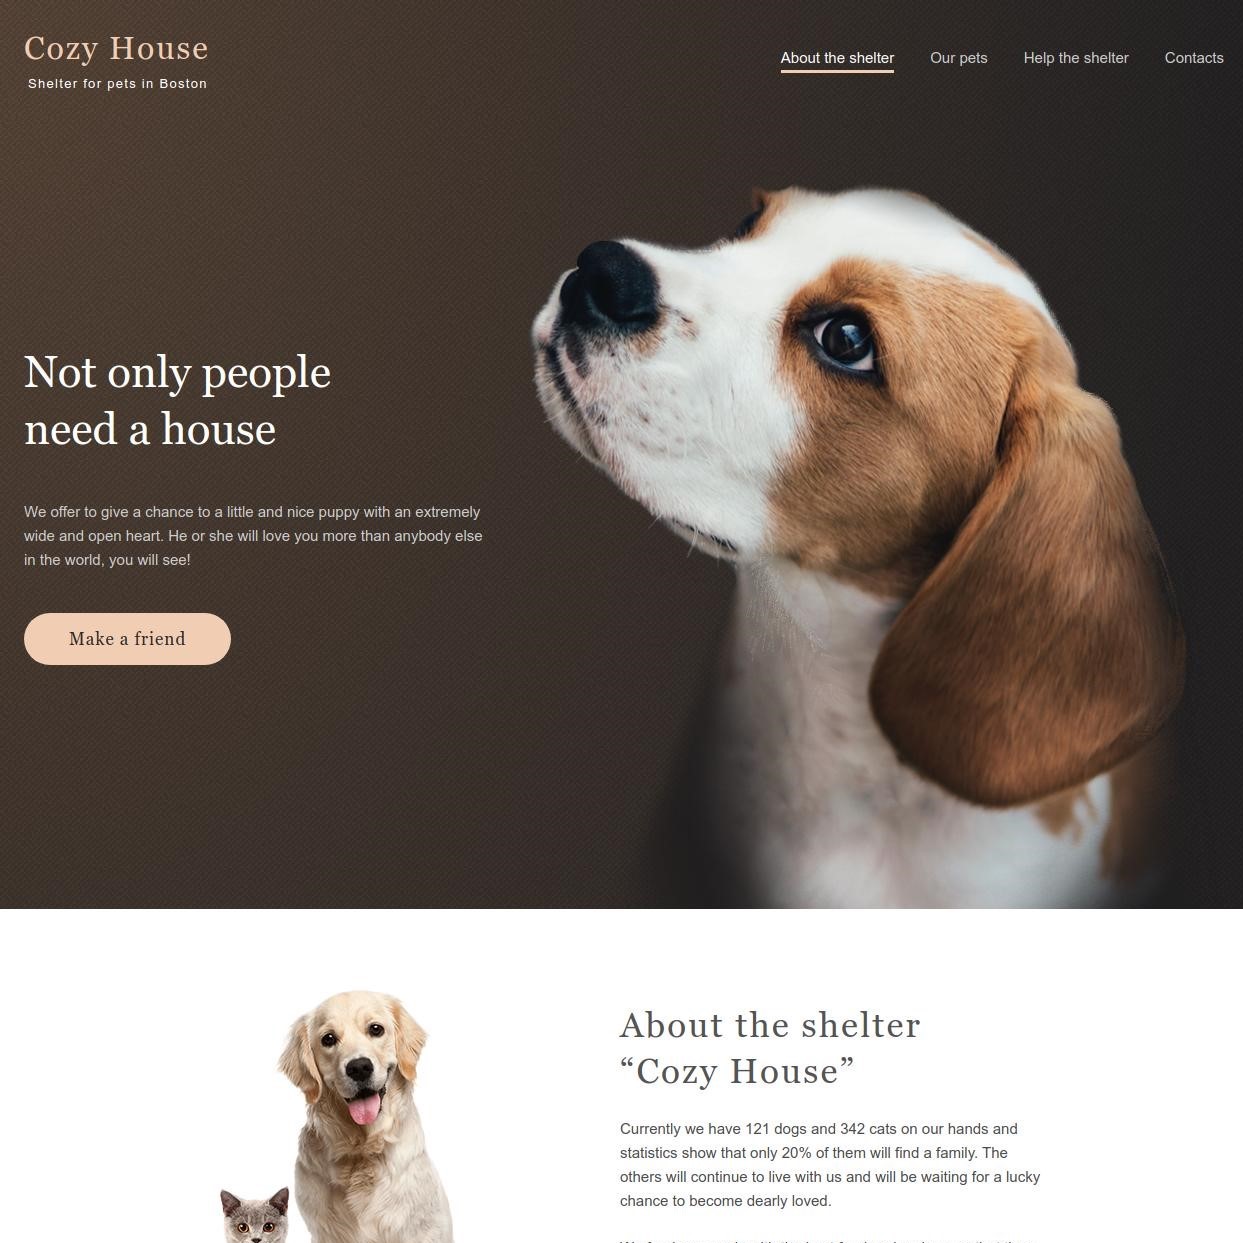 Cozy House
Shelter for pets in Boston
About the shelter
Our pets
Help the shelter
Contacts
Not only people
need a house
We offer to give a chance to a little and nice puppy with an extremely
wide and open heart. He or she will love you more than anybody else
in the world, you will see!
Make a friend
About the shelter
“Cozy House”
Currently we have 121 dogs and 342 cats on our hands and
statistics show that only 20% of them will find a family. The
others will continue to live with us and will be waiting for a lucky
chance to become dearly loved.